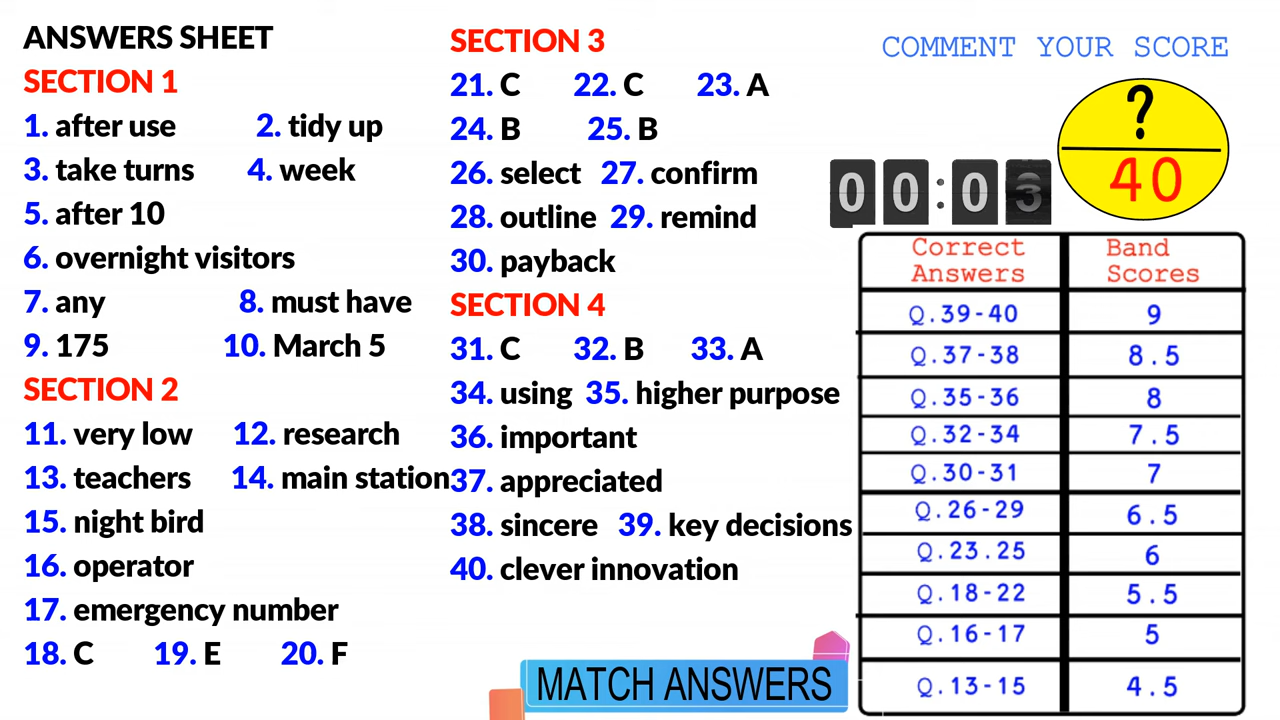 ANSWERS SHEET
SECTION 1
1. after use 2. tidy up
3. take turns 4. week
5. after 10
6. overnight visitors
7. any 8. must have
9. 175 10. March 5
SECTION 2
11. very low 12. research
13. teachers 14. main station
15. night bird
16. operator
17. emergency number
18. C 19. E 20. F
SECTION 3
21. C 22. C 23. A
24. B 25. B
26. select 27. confirm
28. outline 29. remind
30. payback
SECTION 4
31. C 32. B 33. A
34. using 35. higher purpose
36. important
37. appreciated
38. sincere 39. key decisions
40. clever innovation
MATCH ANSWERS
COMMENT YOUR SCORE
?
40
00:03
Correct Answers Band Scores
Q.39-40 9
Q.37-38 8.5
Q.35-36 8
Q.32-34 7.5
Q.30-31 7
Q.26-29 6.5
Q.23.25 6
Q.18-22 5.5
Q.16-17 5
Q.13-15 4.5